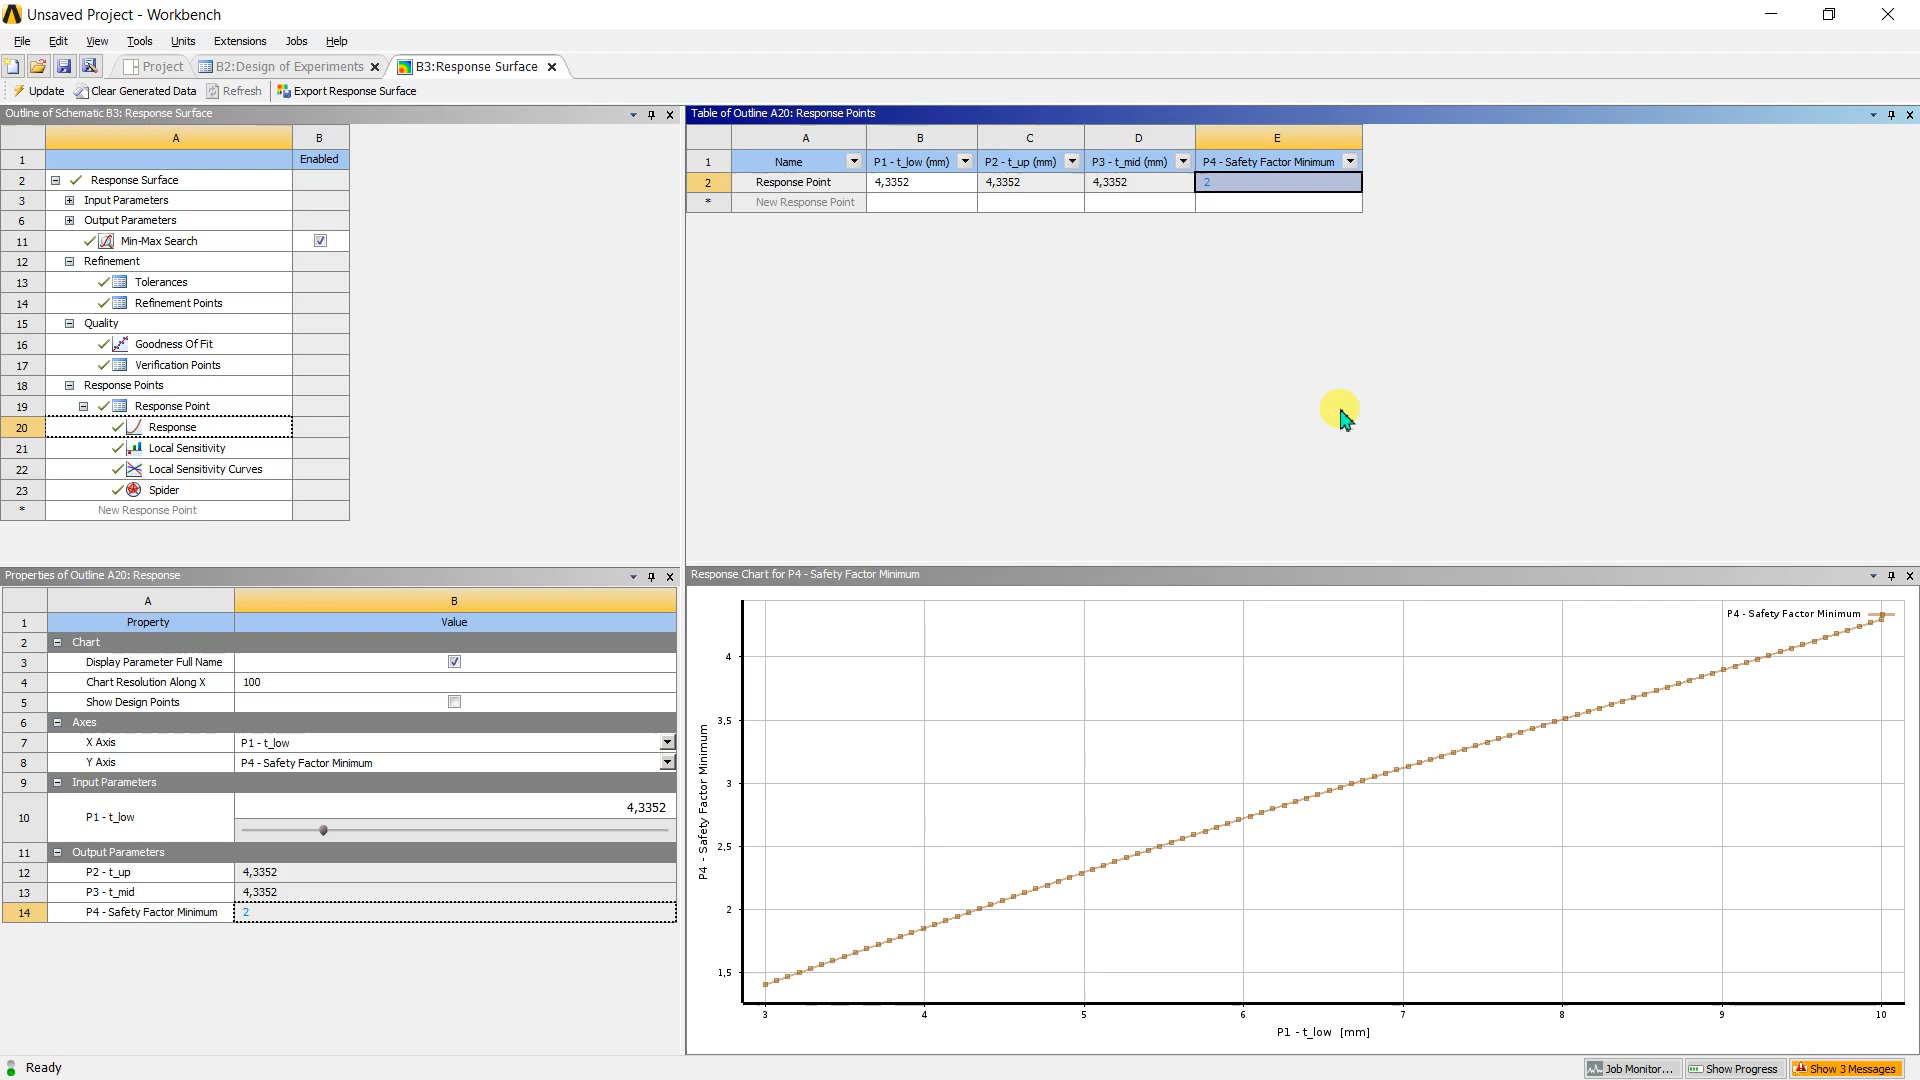 Unsaved Project - Workbench
File Edit View Tools Units Extensions Jobs Help
Project B2:Design of Experiments B3:Response Surface
Update Clear Generated Data Refresh Export Response Surface
Outline of Schematic B3: Response Surface
A B
1 Enabled
2 Response Surface
3 Input Parameters
6 Output Parameters
11 Min-Max Search
12 Refinement
13 Tolerances
14 Refinement Points
15 Quality
16 Goodness Of Fit
17 Verification Points
18 Response Points
19 Response Point
20 Response
21 Local Sensitivity
22 Local Sensitivity Curves
23 Spider
* New Response Point
Table of Outline A20: Response Points
A B C D E
1 Name P1 - t_low (mm) P2 - t_up (mm) P3 - t_mid (mm) P4 - Safety Factor Minimum
2 Response Point 4,3352 4,3352 4,3352 2
* New Response Point
Properties of Outline A20: Response
A B
1 Property Value
2 Chart
3 Display Parameter Full Name
4 Chart Resolution Along X 100
5 Show Design Points
6 Axes
7 X Axis P1 - t_low
8 Y Axis P4 - Safety Factor Minimum
9 Input Parameters
10 P1 - t_low 4,3352
11 Output Parameters
12 P2 - t_up 4,3352
13 P3 - t_mid 4,3352
14 P4 - Safety Factor Minimum 2
Response Chart for P4 - Safety Factor Minimum
P4 - Safety Factor Minimum
4
3,5
3
2,5
2
1,5
P4 - Safety Factor Minimum
3 4 5 6 7 8 9 10
P1 - t_low [mm]
Ready
Job Monitor... Show Progress Show 3 Messages